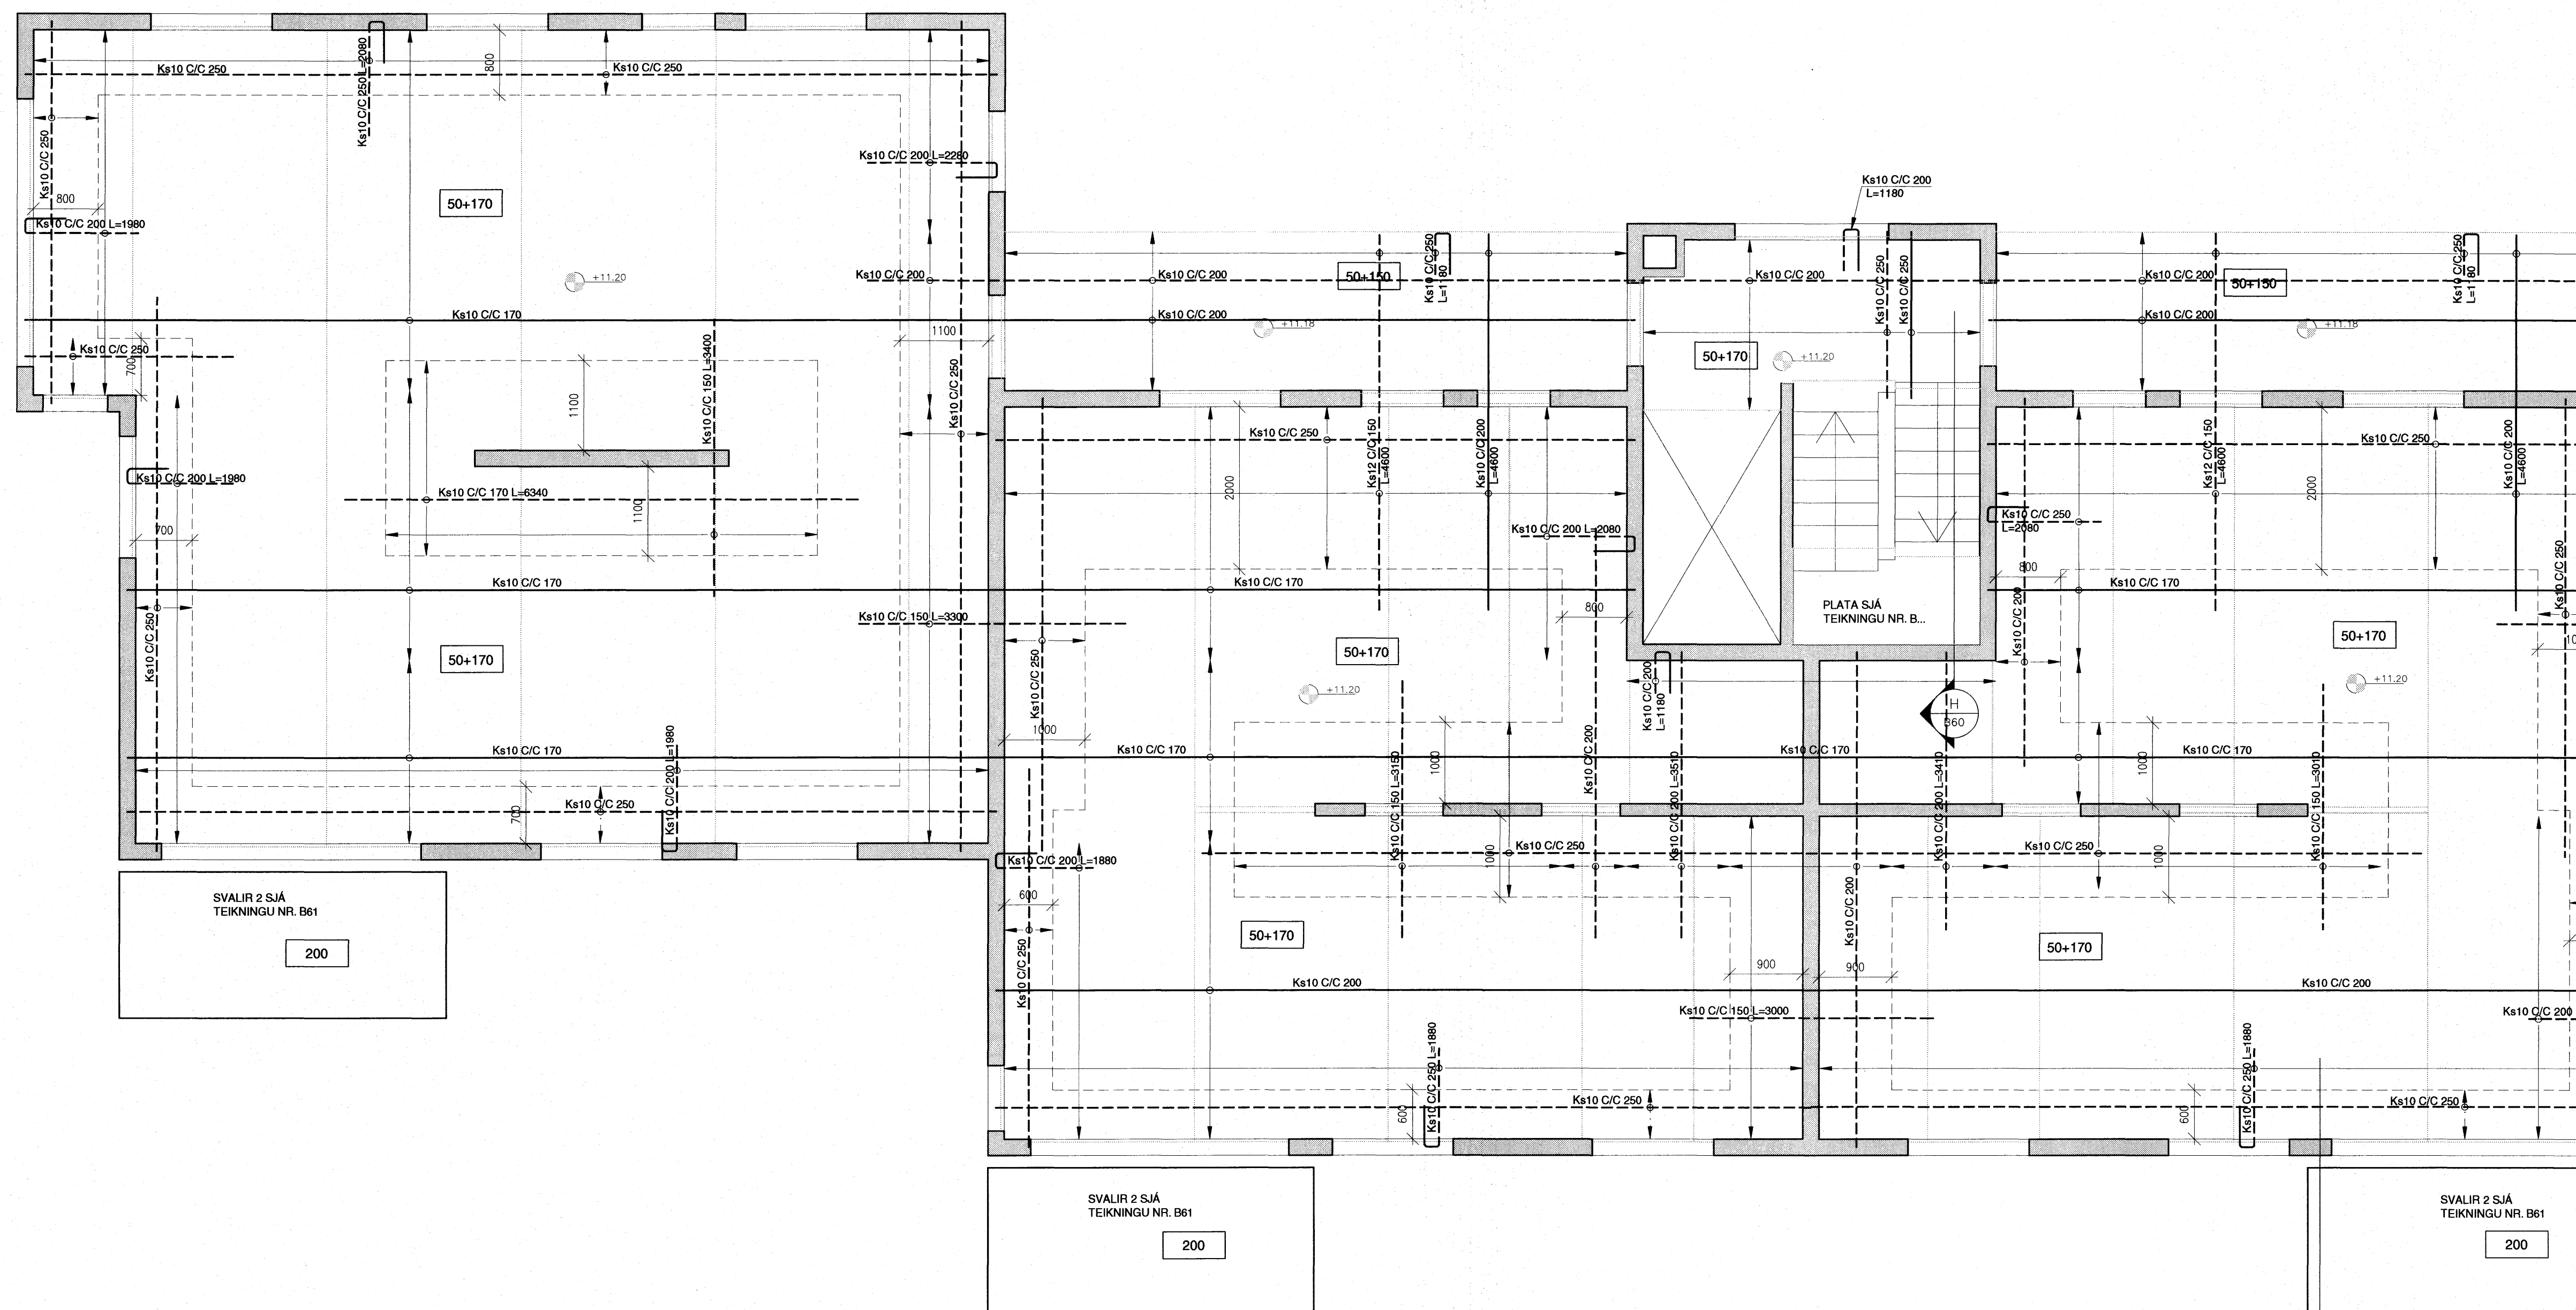 Ks10 C/C 250
Ks10 C/C 250 L=2080
800
Ks10 C/C 250
Ks10 C/C 250
800
Ks10 C/C 200 L=1980
50+170
Ks10 C/C 200 L=2280
+11.20
Ks10 C/C 200
Ks10 C/C 170
1100
Ks10 C/C 250
700
1100
Ks10 C/C 150 L=3400
Ks10 C/C 250
Ks10 C/C 200 L=1980
Ks10 C/C 170 L=6340
1100
700
Ks10 C/C 170
Ks10 C/C 150 L=3300
Ks10 C/C 250
50+170
Ks10 C/C 170
Ks10 C/C 200 L=1980
Ks10 C/C 250
700
SVALIR 2 SJÁ
TEIKNINGU NR. B61
200
Ks10 C/C 200
50+150
Ks10 C/C 250
L=1180
Ks10 C/C 200
+11.18
Ks10 C/C 250
2000
Ks12 C/C 150
L=4600
Ks10 C/C 200
L=4600
Ks10 C/C 200 L=2080
Ks10 C/C 170
800
Ks10 C/C 250
50+170
+11.20
1000
Ks10 C/C 170
1000
Ks10 C/C 150 L=3150
Ks10 C/C 200
Ks10 C/C 200
L=1180
Ks10 C/C 200 L=3510
Ks10 C/C 250
1000
Ks10 C/C 200 L=1880
600
Ks10 C/C 250
50+170
Ks10 C/C 200
900
Ks10 C/C 150 L=3000
Ks10 C/C 250 L=1880
600
Ks10 C/C 250
SVALIR 2 SJÁ
TEIKNINGU NR. B61
200
Ks10 C/C 200
L=1180
Ks10 C/C 200
Ks10 C/C 250
Ks10 C/C 250
50+170
+11.20
PLATA SJÁ
TEIKNINGU NR. B...
H
B60
Ks10 C/C 170
Ks10 C/C 200 L=3410
Ks10 C/C 200
900
Ks10 C/C 200
50+150
Ks10 C/C 250
L=1180
Ks10 C/C 200
+11.18
Ks10 C/C 250
Ks12 C/C 150
L=4600
2000
Ks10 C/C 200
L=4600
Ks10 C/C 250
L=2080
800
Ks10 C/C 170
Ks10 C/C 200
Ks10 C/C 250
50+170
+11.20
Ks10 C/C 170
1000
Ks10 C/C 150 L=3010
Ks10 C/C 250
1000
50+170
Ks10 C/C 200
Ks10 C/C 200
Ks10 C/C 250 L=1880
600
Ks10 C/C 250
SVALIR 2 SJÁ
TEIKNINGU NR. B61
200